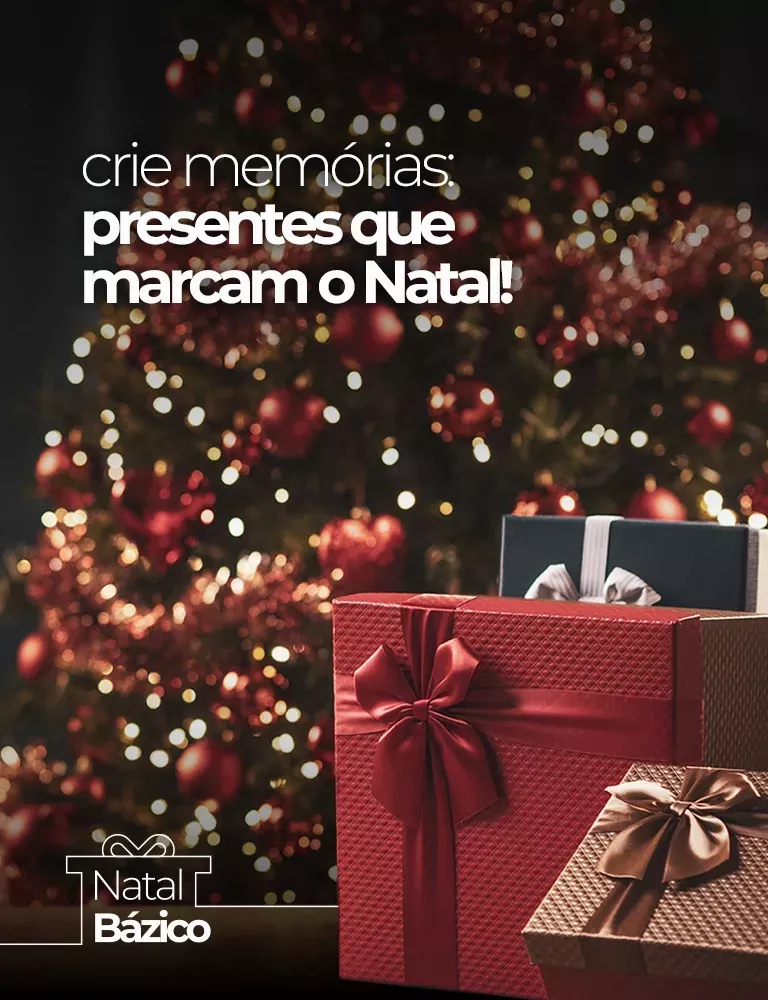 crie memórias:
presentes que
marcam o Natal!
Natal
Bázico